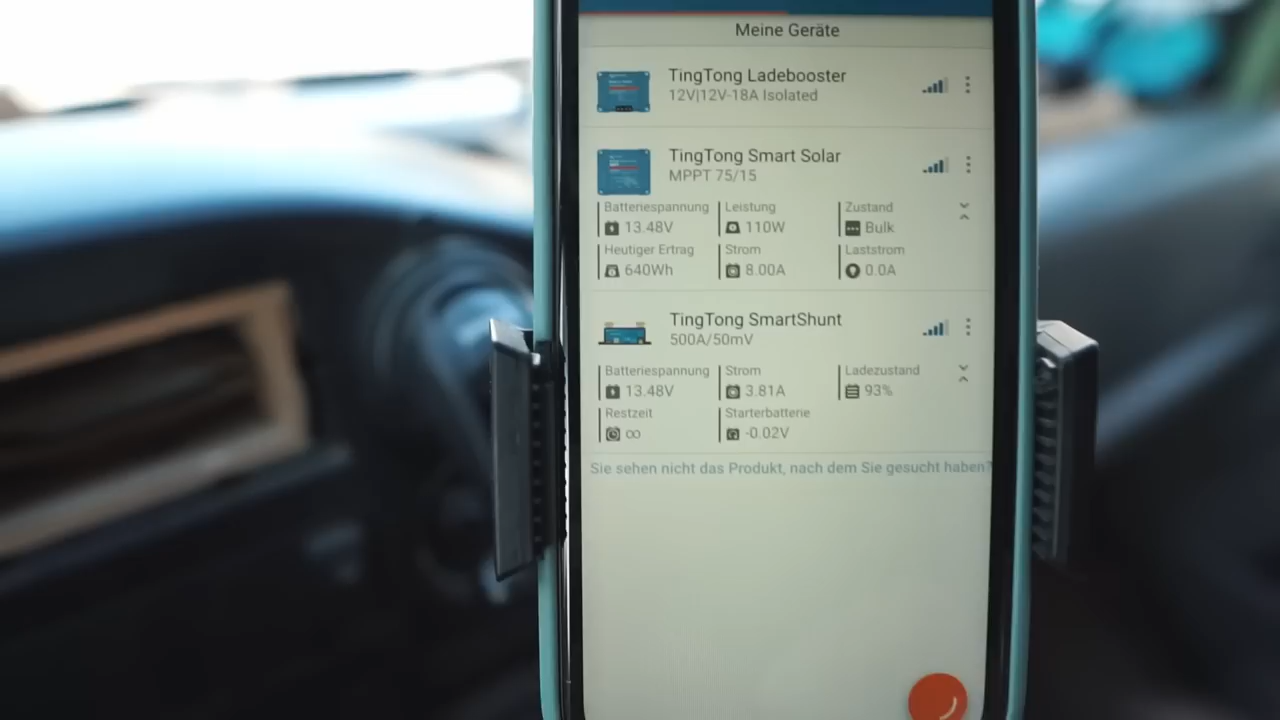 Meine Geräte
TingTong Ladebooster
12V|12V-18A Isolated
TingTong Smart Solar
MPPT 75/15
Batteriespannung Leistung Zustand
13.48V 110W Bulk
Heutiger Ertrag Strom Laststrom
640Wh 8.00A 0.0A
TingTong SmartShunt
500A/50mV
Batteriespannung Strom Ladezustand
13.48V 3.81A 93%
Restzeit Starterbatterie
∞ -0.02V
Sie sehen nicht das Produkt, nach dem Sie gesucht haben?